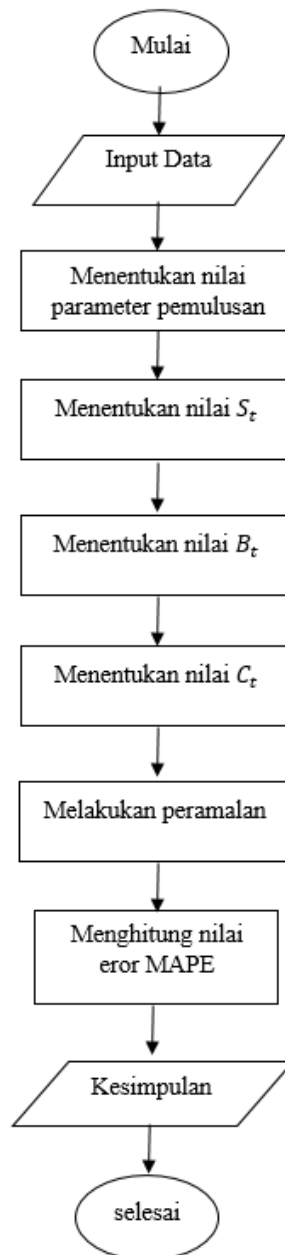 Mulai
Input Data
Menentukan nilai
parameter pemulusan
Menentukan nilai $S_t$
Menentukan nilai $B_t$
Menentukan nilai $C_t$
Melakukan peramalan
Menghitung nilai
eror MAPE
Kesimpulan
selesai